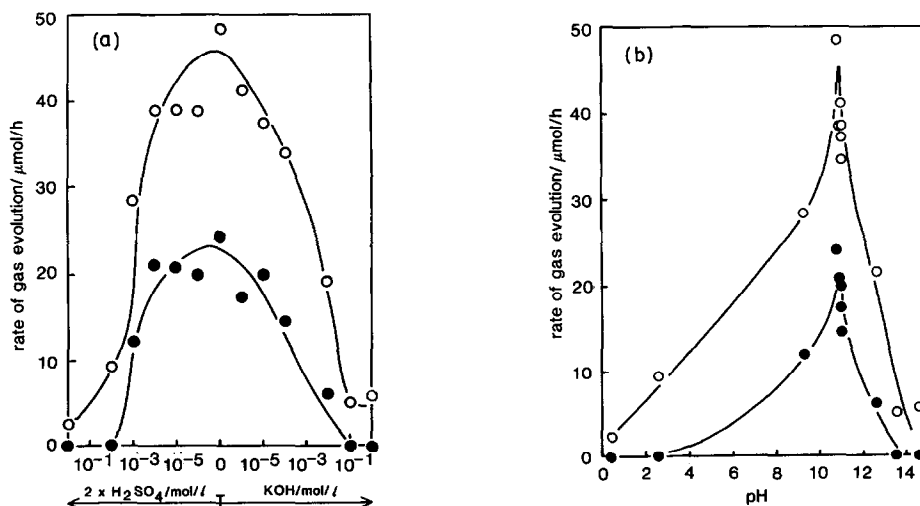 (a)
rate of gas evolution/ μmol/h
50
40
30
20
10
0
10⁻¹ 10⁻³ 10⁻⁵ 0 10⁻⁵ 10⁻³ 10⁻¹
2 x H₂SO₄/mol/ℓ KOH/mol/ℓ
(b)
rate of gas evolution/ μmol/h
50
40
30
20
10
0
0 2 4 6 8 10 12 14
pH